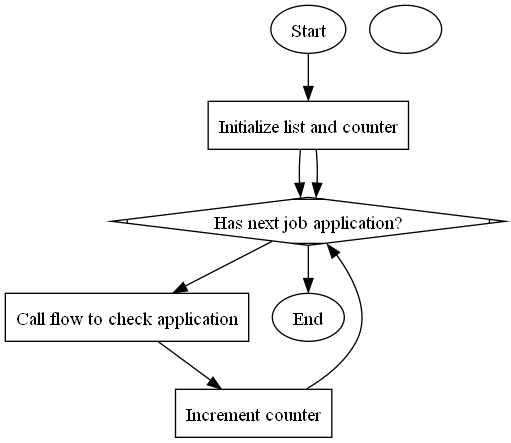 Start
Initialize list and counter
Has next job application?
Call flow to check application
End
Increment counter